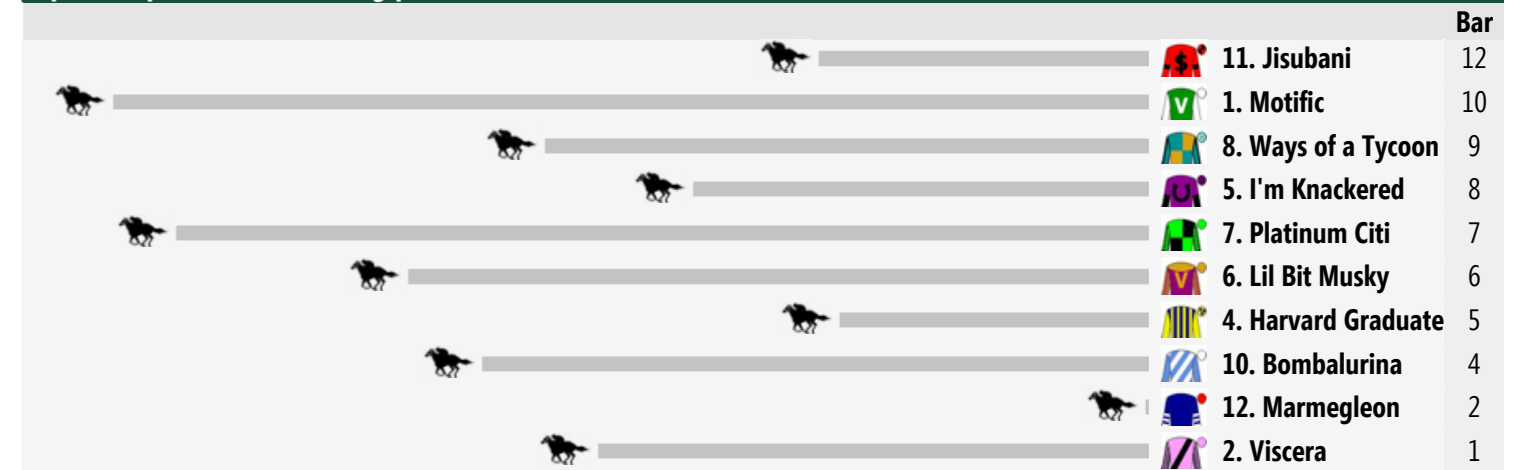 Bar
11. Jisubani 12
1. Motific 10
8. Ways of a Tycoon 9
5. I'm Knackered 8
7. Platinum Citi 7
6. Lil Bit Musky 6
4. Harvard Graduate 5
10. Bombalurina 4
12. Marmegleon 2
2. Viscera 1